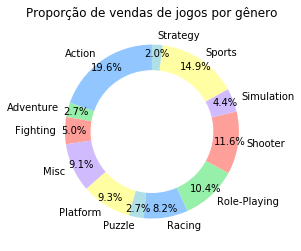 Proporção de vendas de jogos por gênero
Strategy
2.0%
Action
19.6%
Sports
14.9%
Adventure
2.7%
Simulation
4.4%
Fighting
5.0%
Shooter
11.6%
Misc
9.1%
Role-Playing
10.4%
Platform
9.3%
Puzzle
2.7%
Racing
8.2%